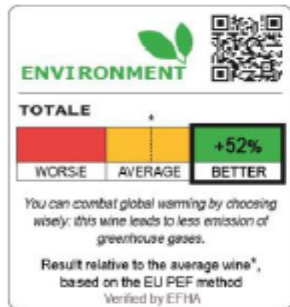 ENVIRONMENT
TOTALE
*
+52%
WORSE AVERAGE BETTER
You can combat global warming by choosing
wisely: this wine leads to less emission of
greenhouse gases.
Result relative to the average wine*,
based on the EU PEF method
Verified by EFHA